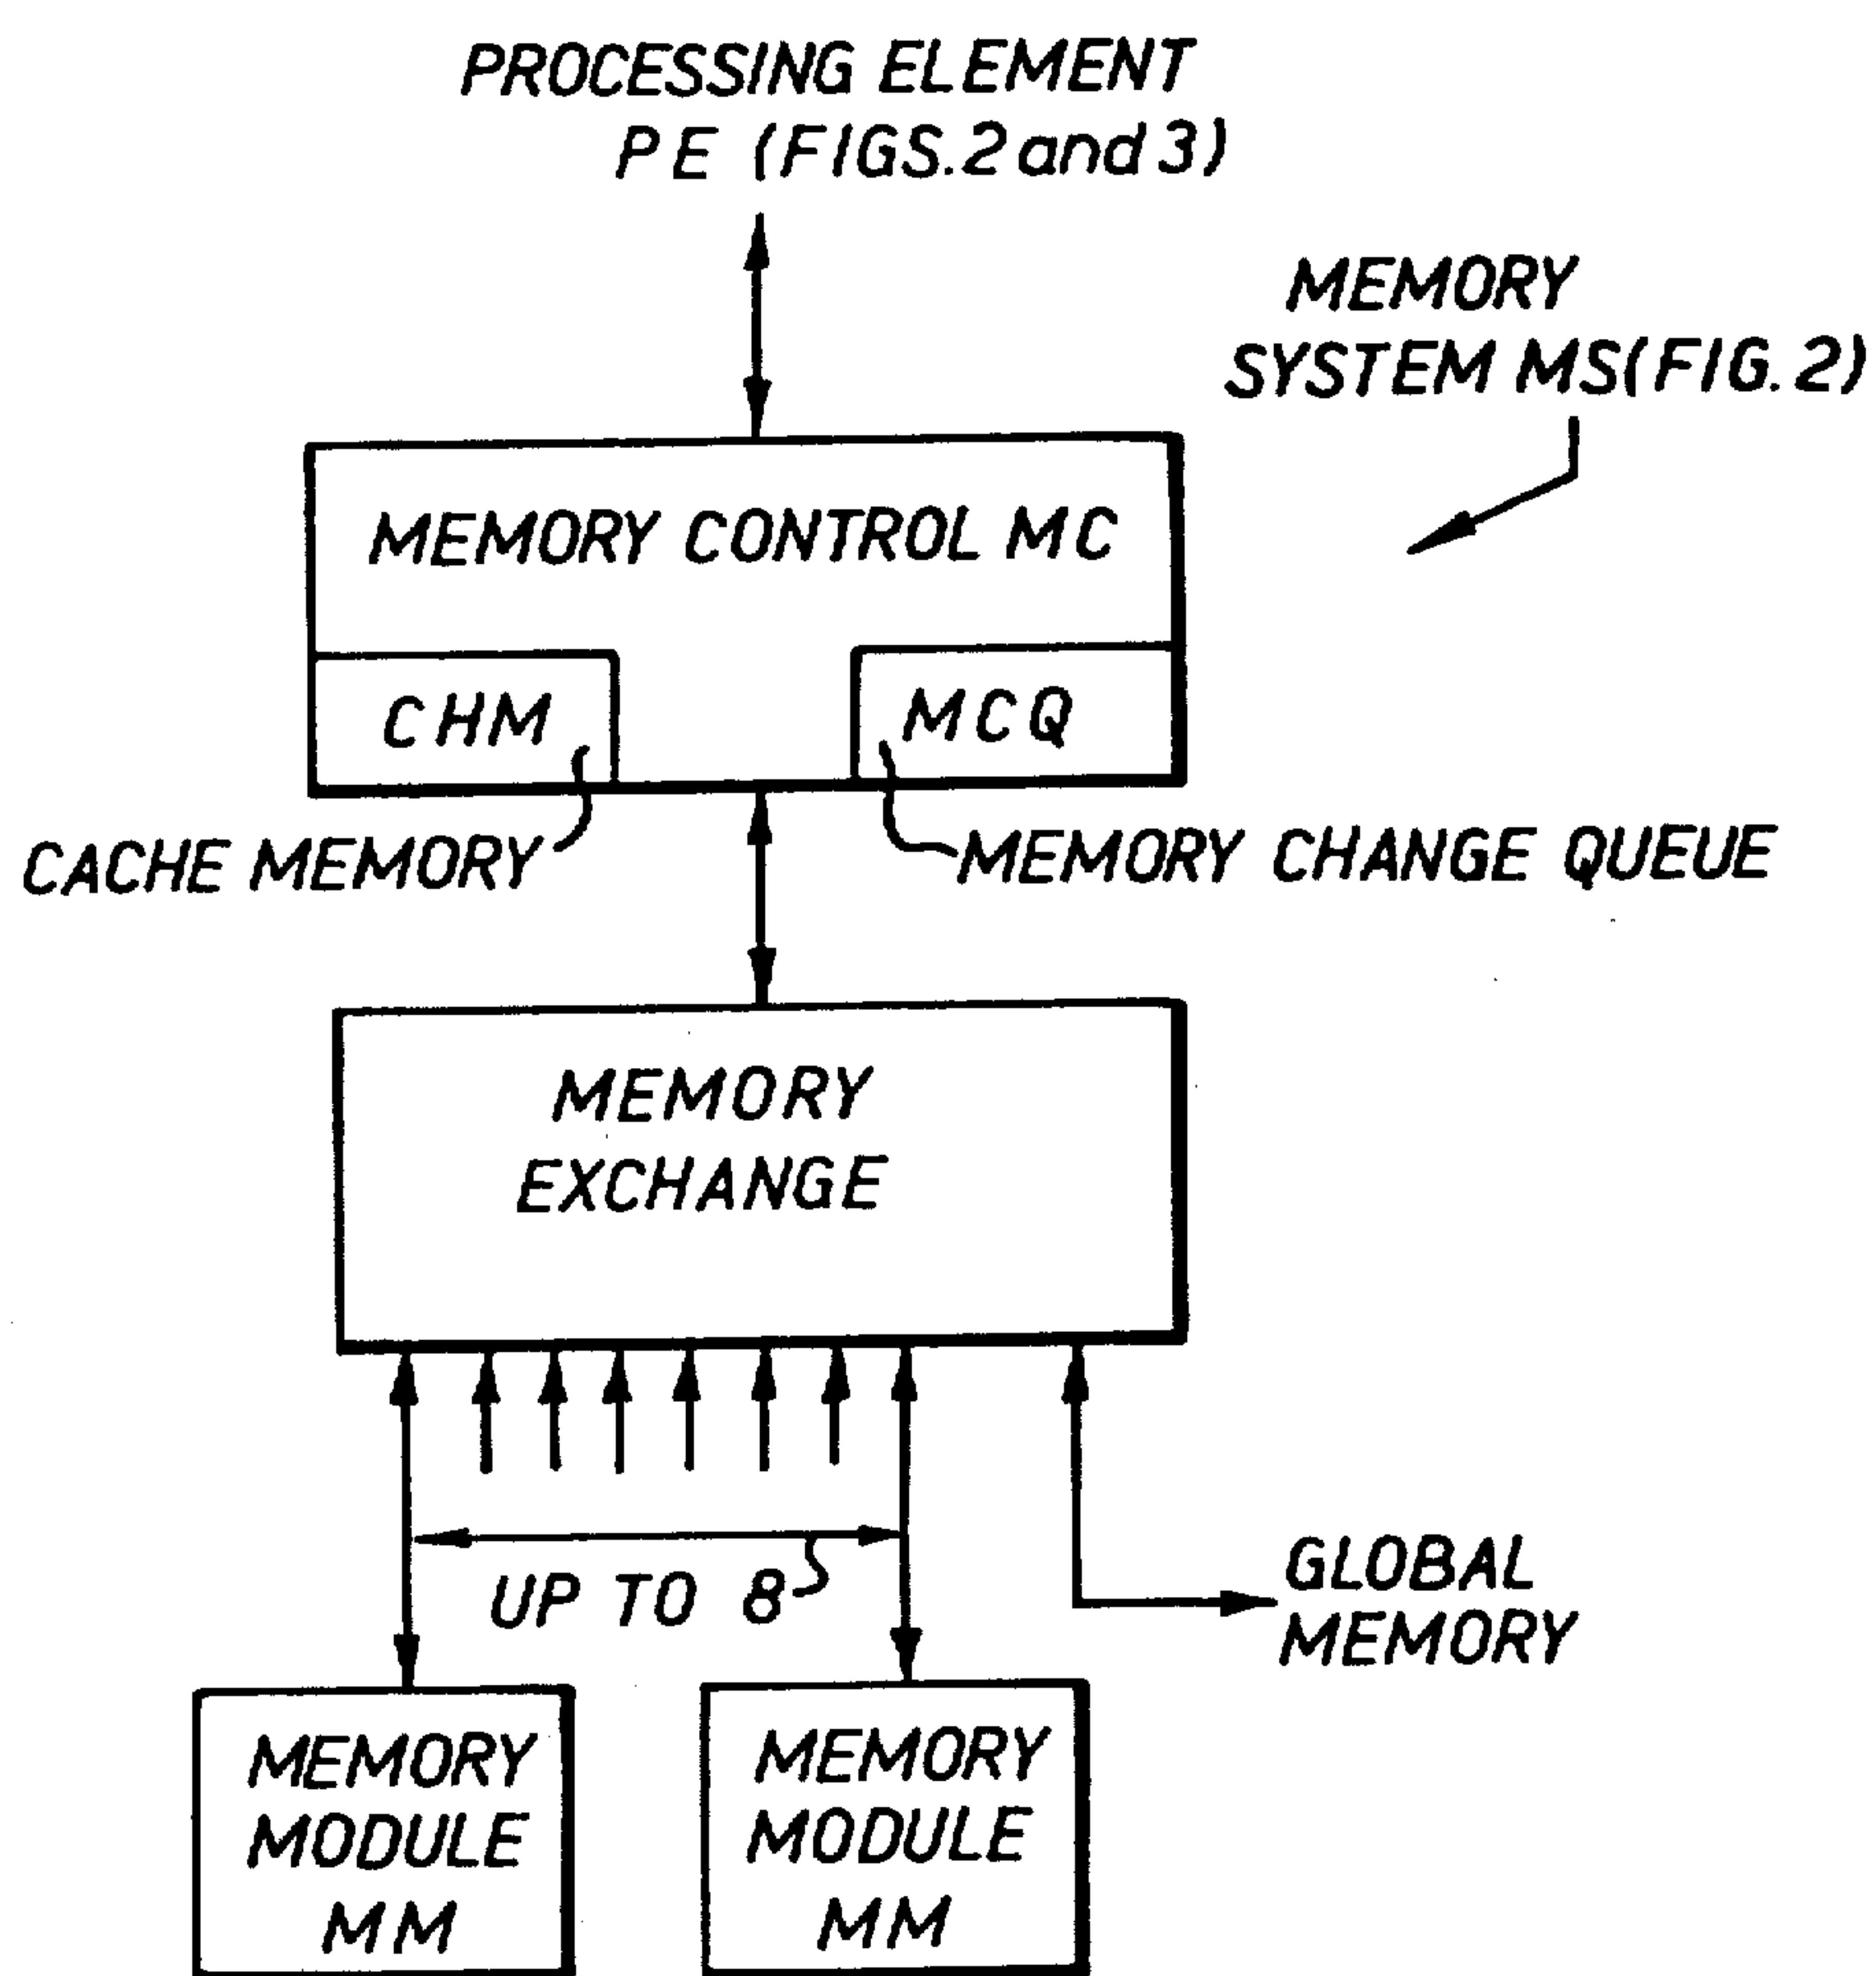 PROCESSING ELEMENT
PE (FIGS. 2 and 3)
MEMORY
SYSTEM MS (FIG. 2)
MEMORY CONTROL MC
CHM
MCQ
CACHE MEMORY
MEMORY CHANGE QUEUE
MEMORY
EXCHANGE
UP TO 8
GLOBAL
MEMORY
MEMORY
MODULE
MM
MEMORY
MODULE
MM